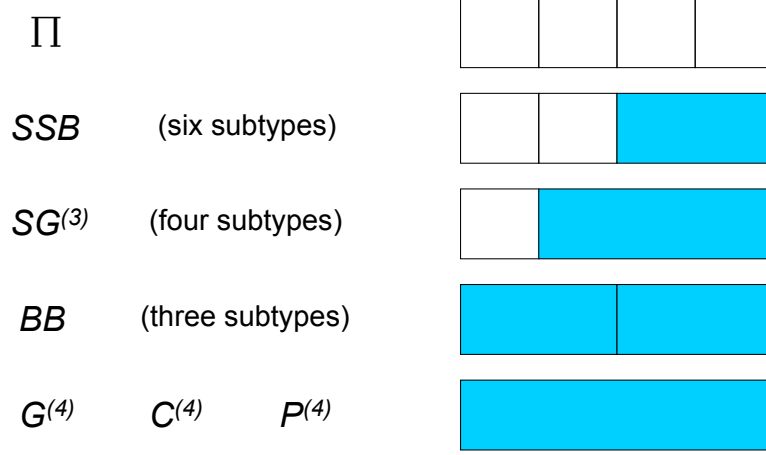 Π
SSB (six subtypes)
SG(3) (four subtypes)
BB (three subtypes)
G(4) C(4) P(4)